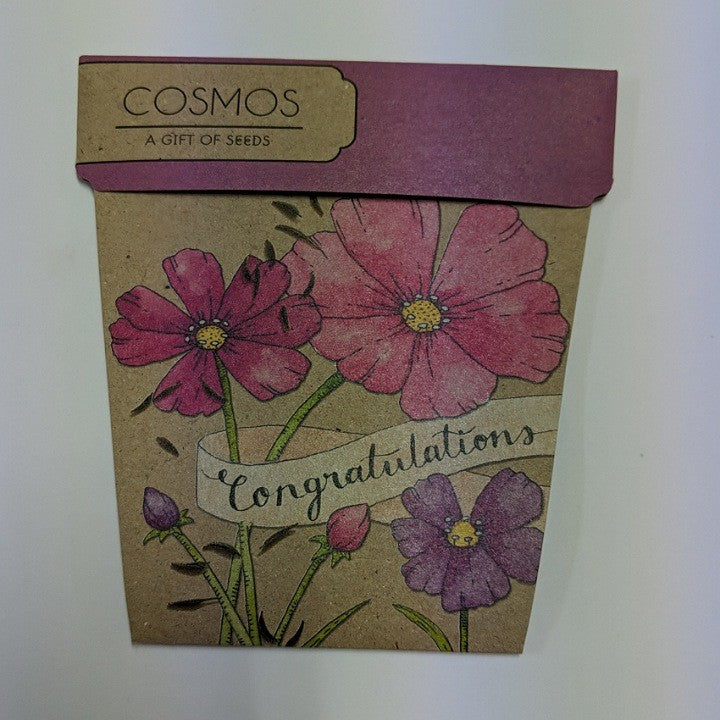 COSMOS
A GIFT OF SEEDS
Congratulations